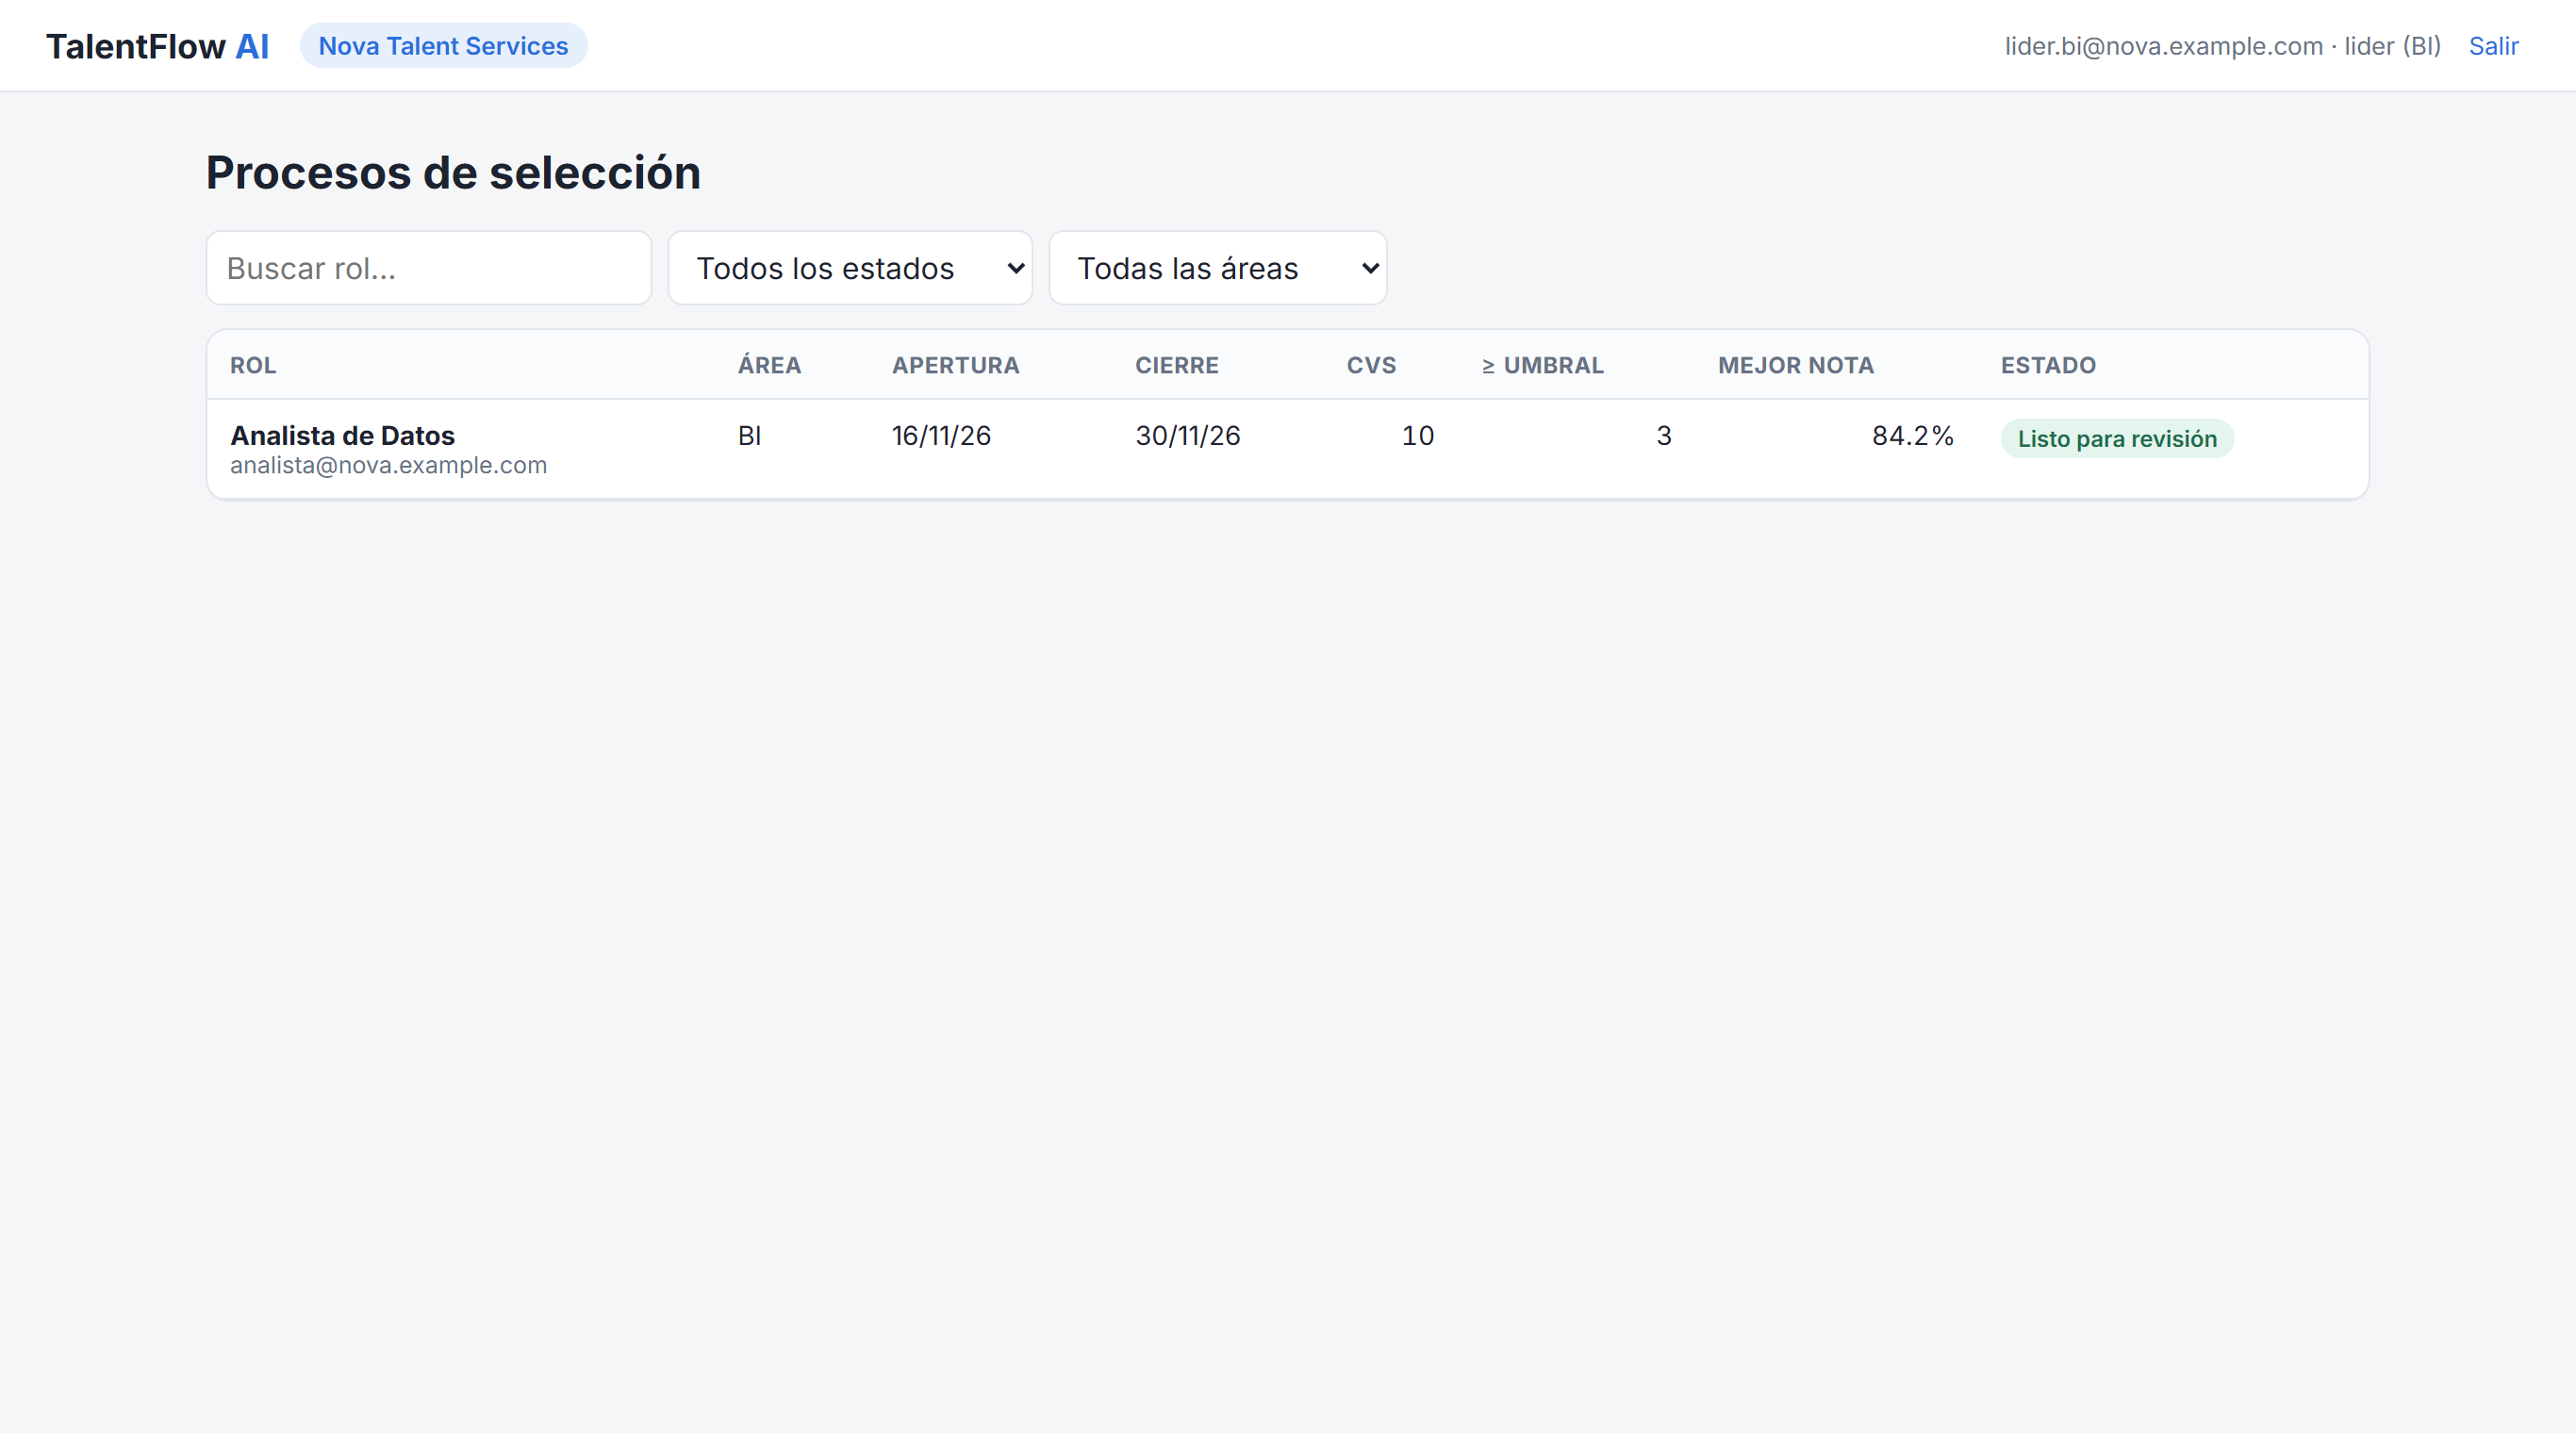 TalentFlow AI Nova Talent Services lider.bi@nova.example.com · lider (BI) Salir
Procesos de selección
Buscar rol... Todos los estados Todas las áreas
ROL ÁREA APERTURA CIERRE CVS ≥ UMBRAL MEJOR NOTA ESTADO
Analista de Datos BI 16/11/26 30/11/26 10 3 84.2% Listo para revisión
analista@nova.example.com